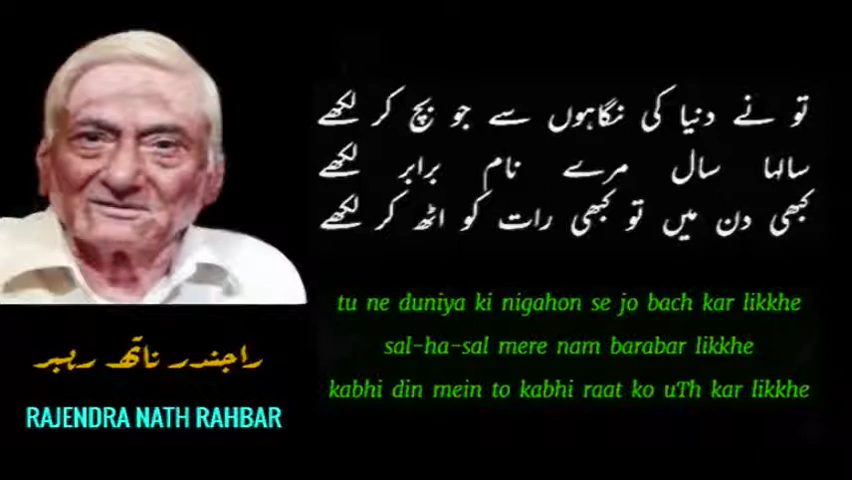 تو نے دنیا کی نگاہوں سے جو بچ کر لکھے
سالہا سال مرے نام برابر لکھے
کبھی دن میں تو کبھی رات کو اٹھ کر لکھے
tu ne duniya ki nigahon se jo bach kar likkhe
sal-ha-sal mere nam barabar likkhe
kabhi din mein to kabhi raat ko uTh kar likkhe
راجندر ناتھ رہبر
RAJENDRA NATH RAHBAR